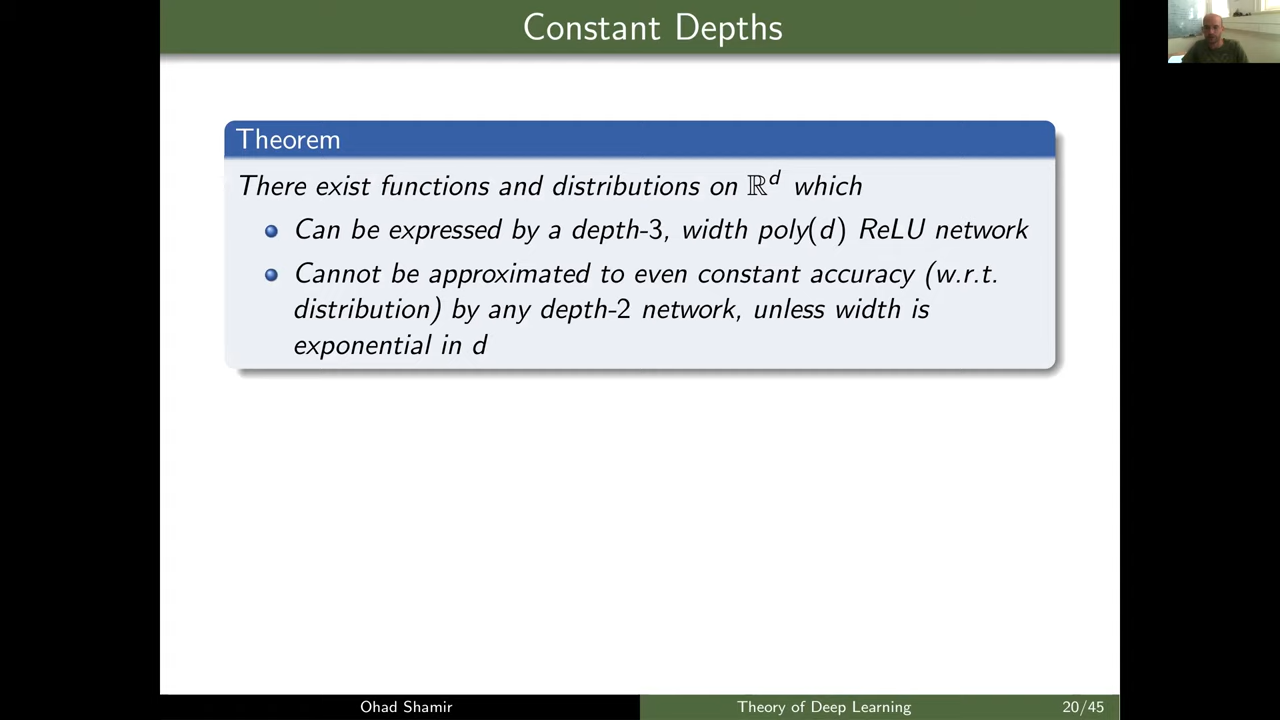 Constant Depths
Theorem
There exist functions and distributions on ℝᵈ which
Can be expressed by a depth-3, width poly(d) ReLU network
Cannot be approximated to even constant accuracy (w.r.t.
distribution) by any depth-2 network, unless width is
exponential in d
Ohad Shamir
Theory of Deep Learning
20/45